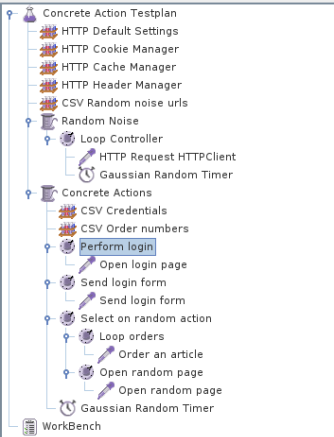 Concrete Action Testplan
HTTP Default Settings
HTTP Cookie Manager
HTTP Cache Manager
HTTP Header Manager
CSV Random noise urls
Random Noise
Loop Controller
HTTP Request HTTPClient
Gaussian Random Timer
Concrete Actions
CSV Credentials
CSV Order numbers
Perform login
Open login page
Send login form
Send login form
Select on random action
Loop orders
Order an article
Open random page
Open random page
Gaussian Random Timer
WorkBench